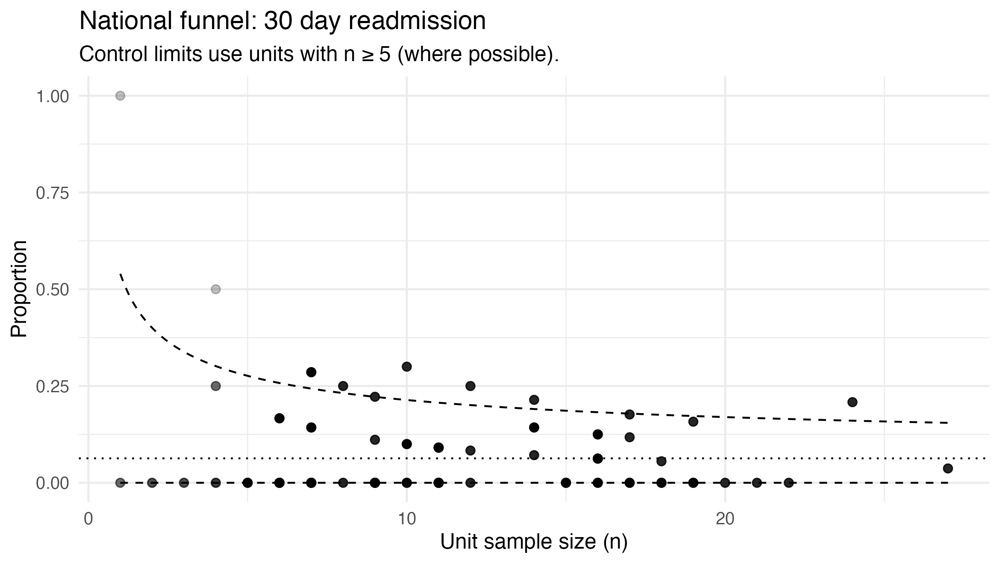 National funnel: 30 day readmission
Control limits use units with n ≥ 5 (where possible).
1.00
0.75
0.50
0.25
0.00
Proportion
0
10
20
Unit sample size (n)